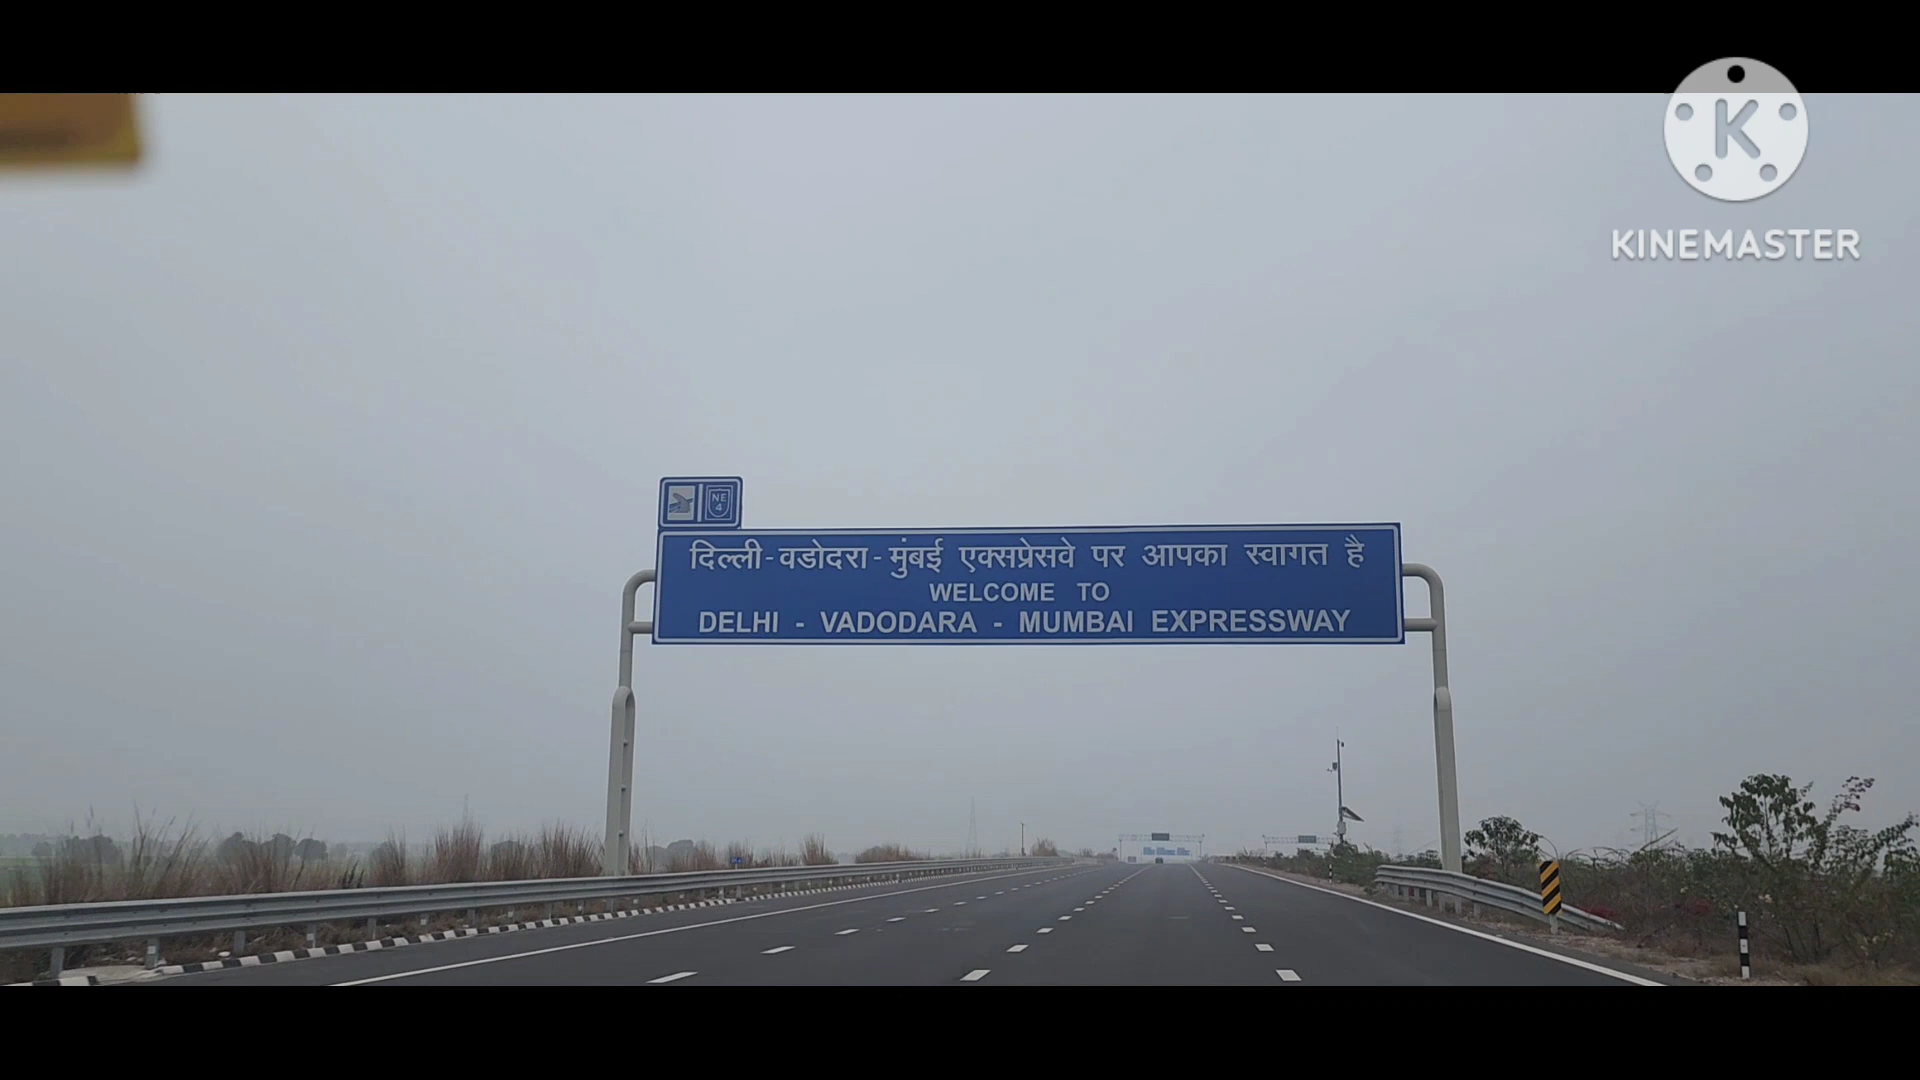 K
KINEMASTER
NE
4
दिल्ली - वडोदरा - मुंबई एक्सप्रेसवे पर आपका स्वागत है
WELCOME TO
DELHI - VADODARA - MUMBAI EXPRESSWAY